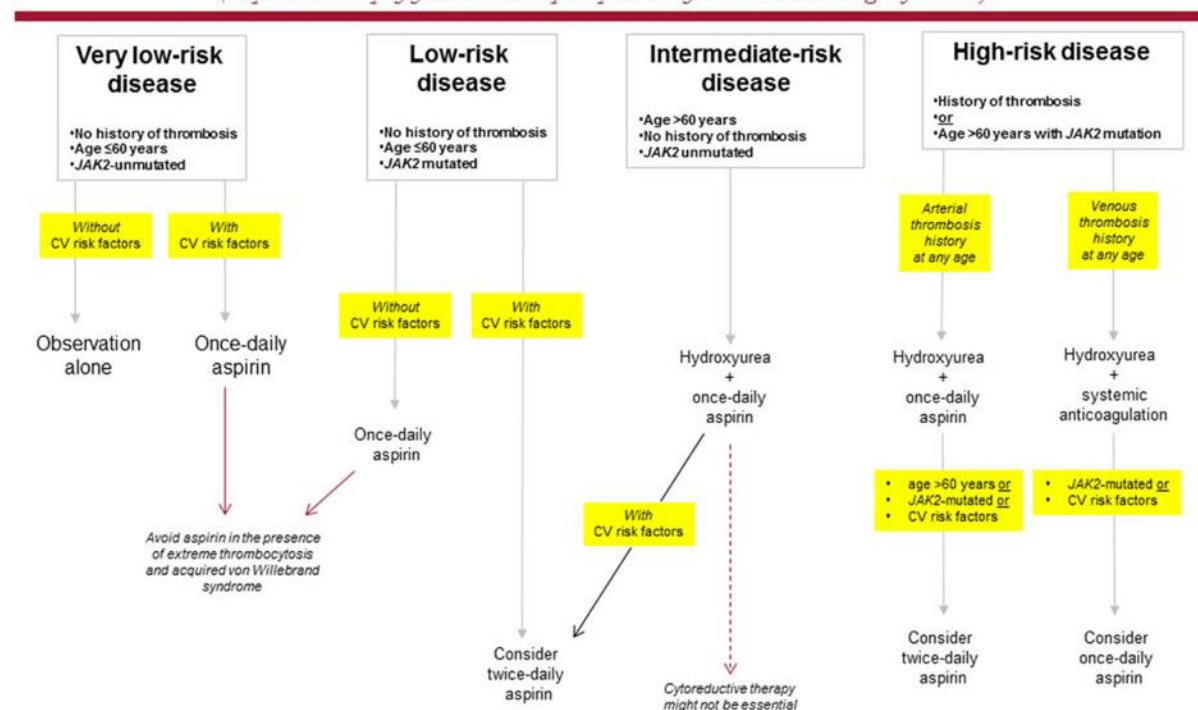 Very low-risk
disease
•No history of thrombosis
•Age ≤60 years
•JAK2-unmutated
Without
CV risk factors
With
CV risk factors
Observation
alone
Once-daily
aspirin
Avoid aspirin in the presence
of extreme thrombocytosis
and acquired von Willebrand
syndrome
Low-risk
disease
•No history of thrombosis
•Age ≤60 years
•JAK2 mutated
Without
CV risk factors
With
CV risk factors
Once-daily
aspirin
Consider
twice-daily
aspirin
Intermediate-risk
disease
•Age >60 years
•No history of thrombosis
•JAK2 unmutated
Hydroxyurea
+
once-daily
aspirin
With
CV risk factors
Cytoreductive therapy
might not be essential
High-risk disease
•History of thrombosis
•or
•Age >60 years with JAK2 mutation
Arterial
thrombosis
history
at any age
Venous
thrombosis
history
at any age
Hydroxyurea
+
once-daily
aspirin
Hydroxyurea
+
systemic
anticoagulation
• age >60 years or
• JAK2-mutated or
• CV risk factors
• JAK2-mutated or
• CV risk factors
Consider
twice-daily
aspirin
Consider
once-daily
aspirin